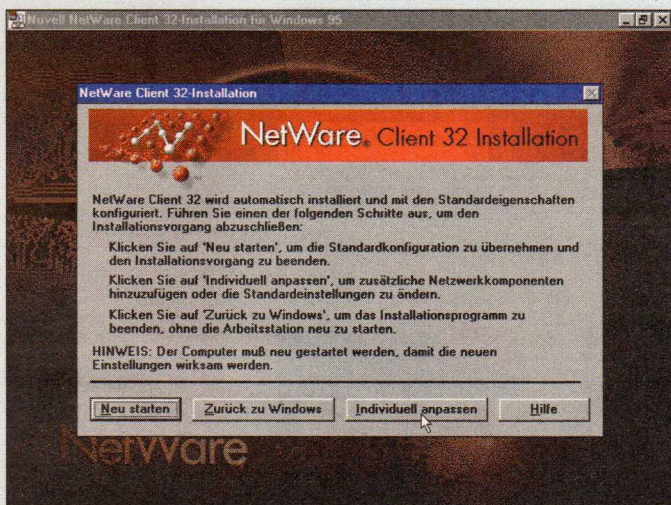 Novell NetWare Client 32-Installation für Windows 95
NetWare Client 32-Installation
NetWare® Client 32 Installation
NetWare Client 32 wird automatisch installiert und mit den Standardeigenschaften
konfiguriert. Führen Sie einen der folgenden Schritte aus, um den
Installationsvorgang abzuschließen:
Klicken Sie auf 'Neu starten', um die Standardkonfiguration zu übernehmen und
den Installationsvorgang zu beenden.
Klicken Sie auf 'Individuell anpassen', um zusätzliche Netzwerkkomponenten
hinzuzufügen oder die Standardeinstellungen zu ändern.
Klicken Sie auf 'Zurück zu Windows', um das Installationsprogramm zu
beenden, ohne die Arbeitsstation neu zu starten.
HINWEIS: Der Computer muß neu gestartet werden, damit die neuen
Einstellungen wirksam werden.
Neu starten Zurück zu Windows Individuell anpassen Hilfe
NetWare